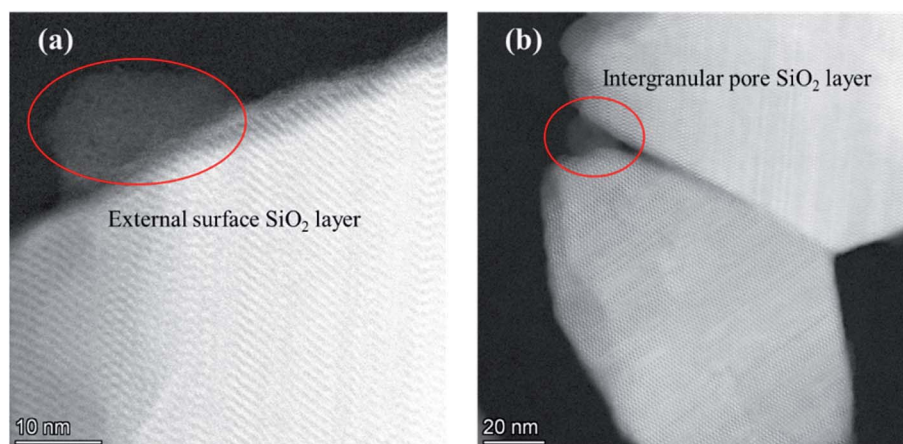 (a)
External surface SiO₂ layer
10 nm
(b)
Intergranular pore SiO₂ layer
20 nm